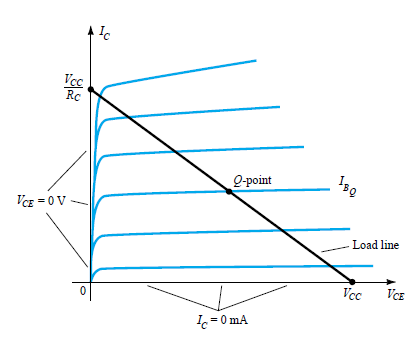 I_C
V_CC
R_C
Q-point
I_BQ
V_CE = 0 V
Load line
0
V_CC
V_CE
I_C = 0 mA